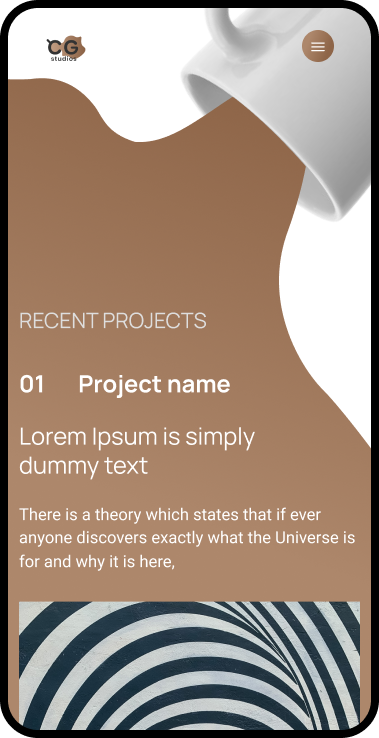 CG
studios
RECENT PROJECTS
01 Project name
Lorem Ipsum is simply
dummy text
There is a theory which states that if ever
anyone discovers exactly what the Universe is
for and why it is here,